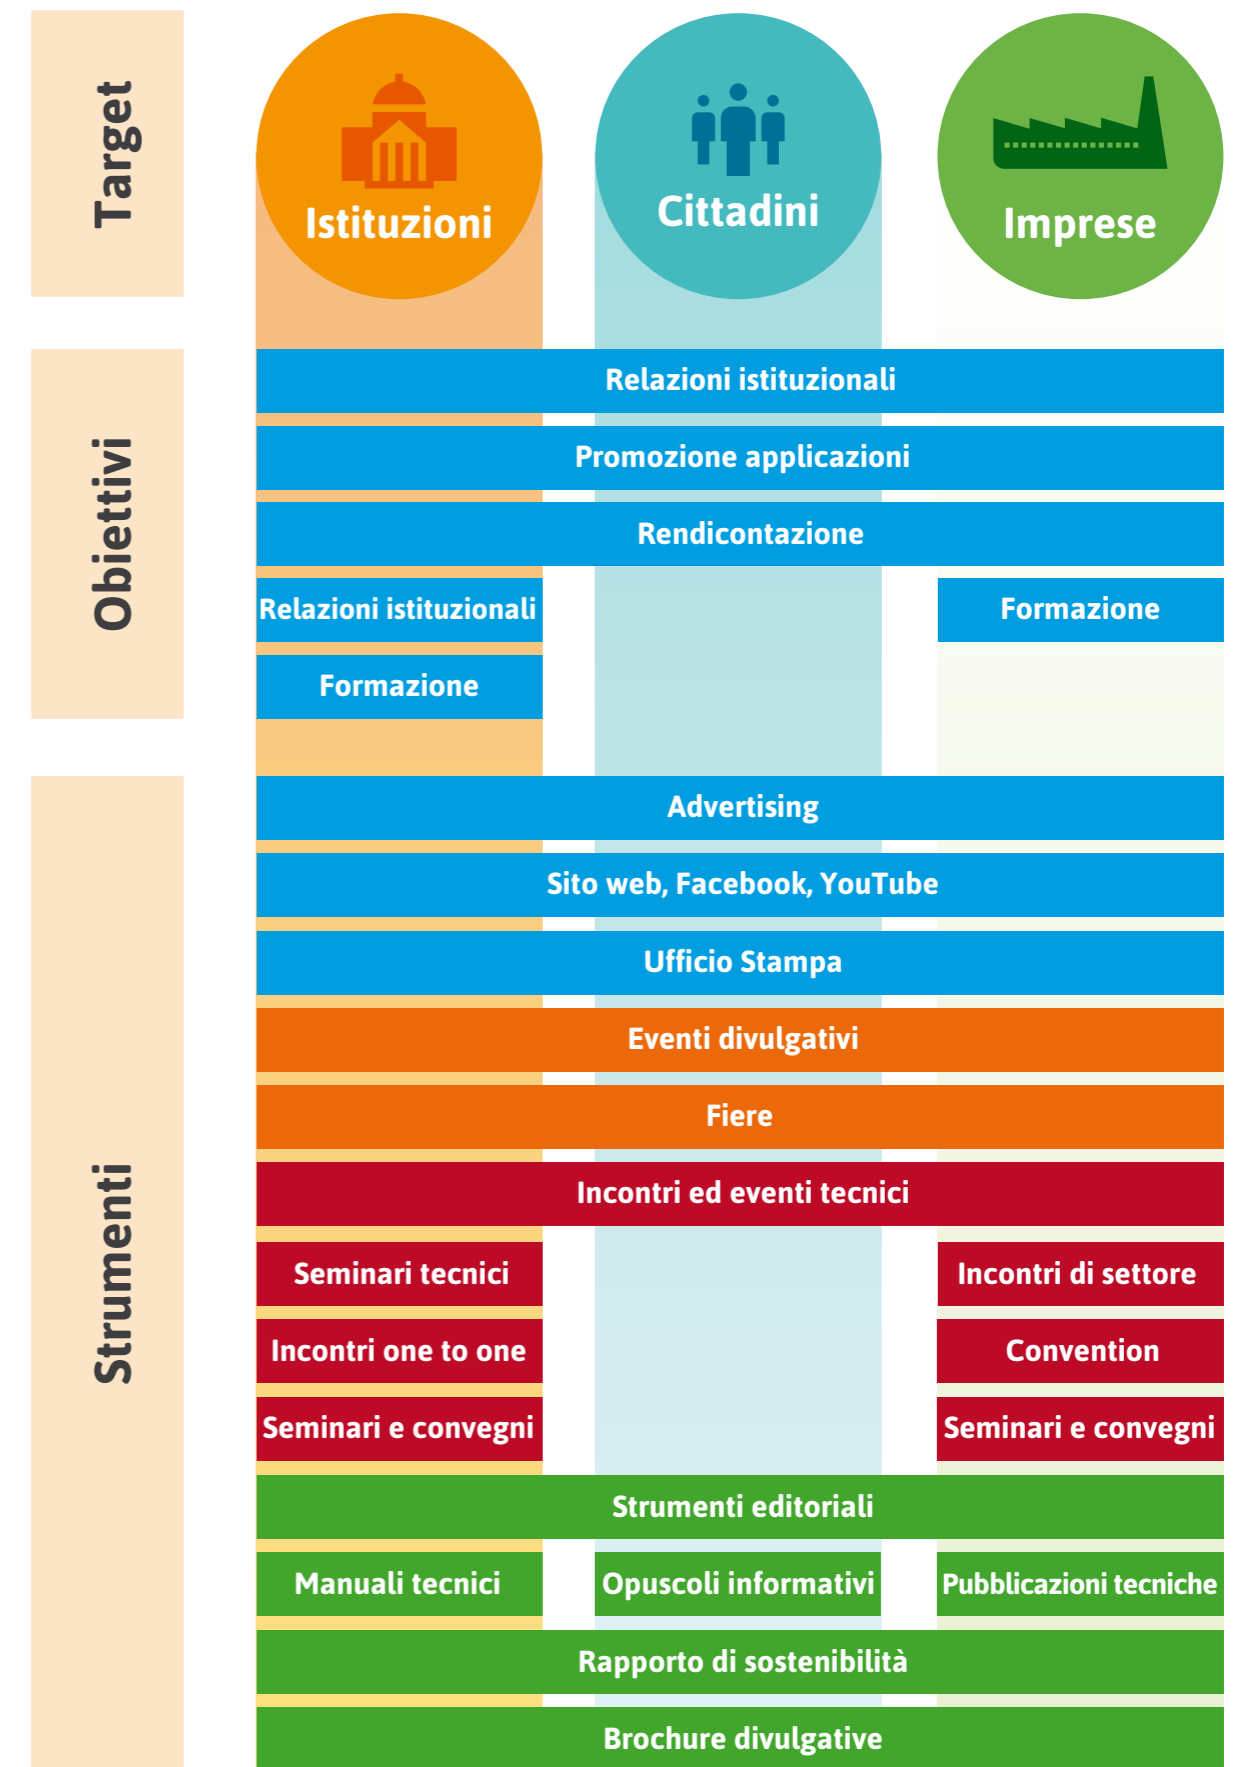 Target
Istituzioni
Cittadini
Imprese
Obiettivi
Relazioni istituzionali
Promozione applicazioni
Rendicontazione
Relazioni istituzionali
Formazione
Formazione
Strumenti
Advertising
Sito web, Facebook, YouTube
Ufficio Stampa
Eventi divulgativi
Fiere
Incontri ed eventi tecnici
Seminari tecnici
Incontri di settore
Incontri one to one
Convention
Seminari e convegni
Seminari e convegni
Strumenti editoriali
Manuali tecnici
Opuscoli informativi
Pubblicazioni tecniche
Rapporto di sostenibilità
Brochure divulgative